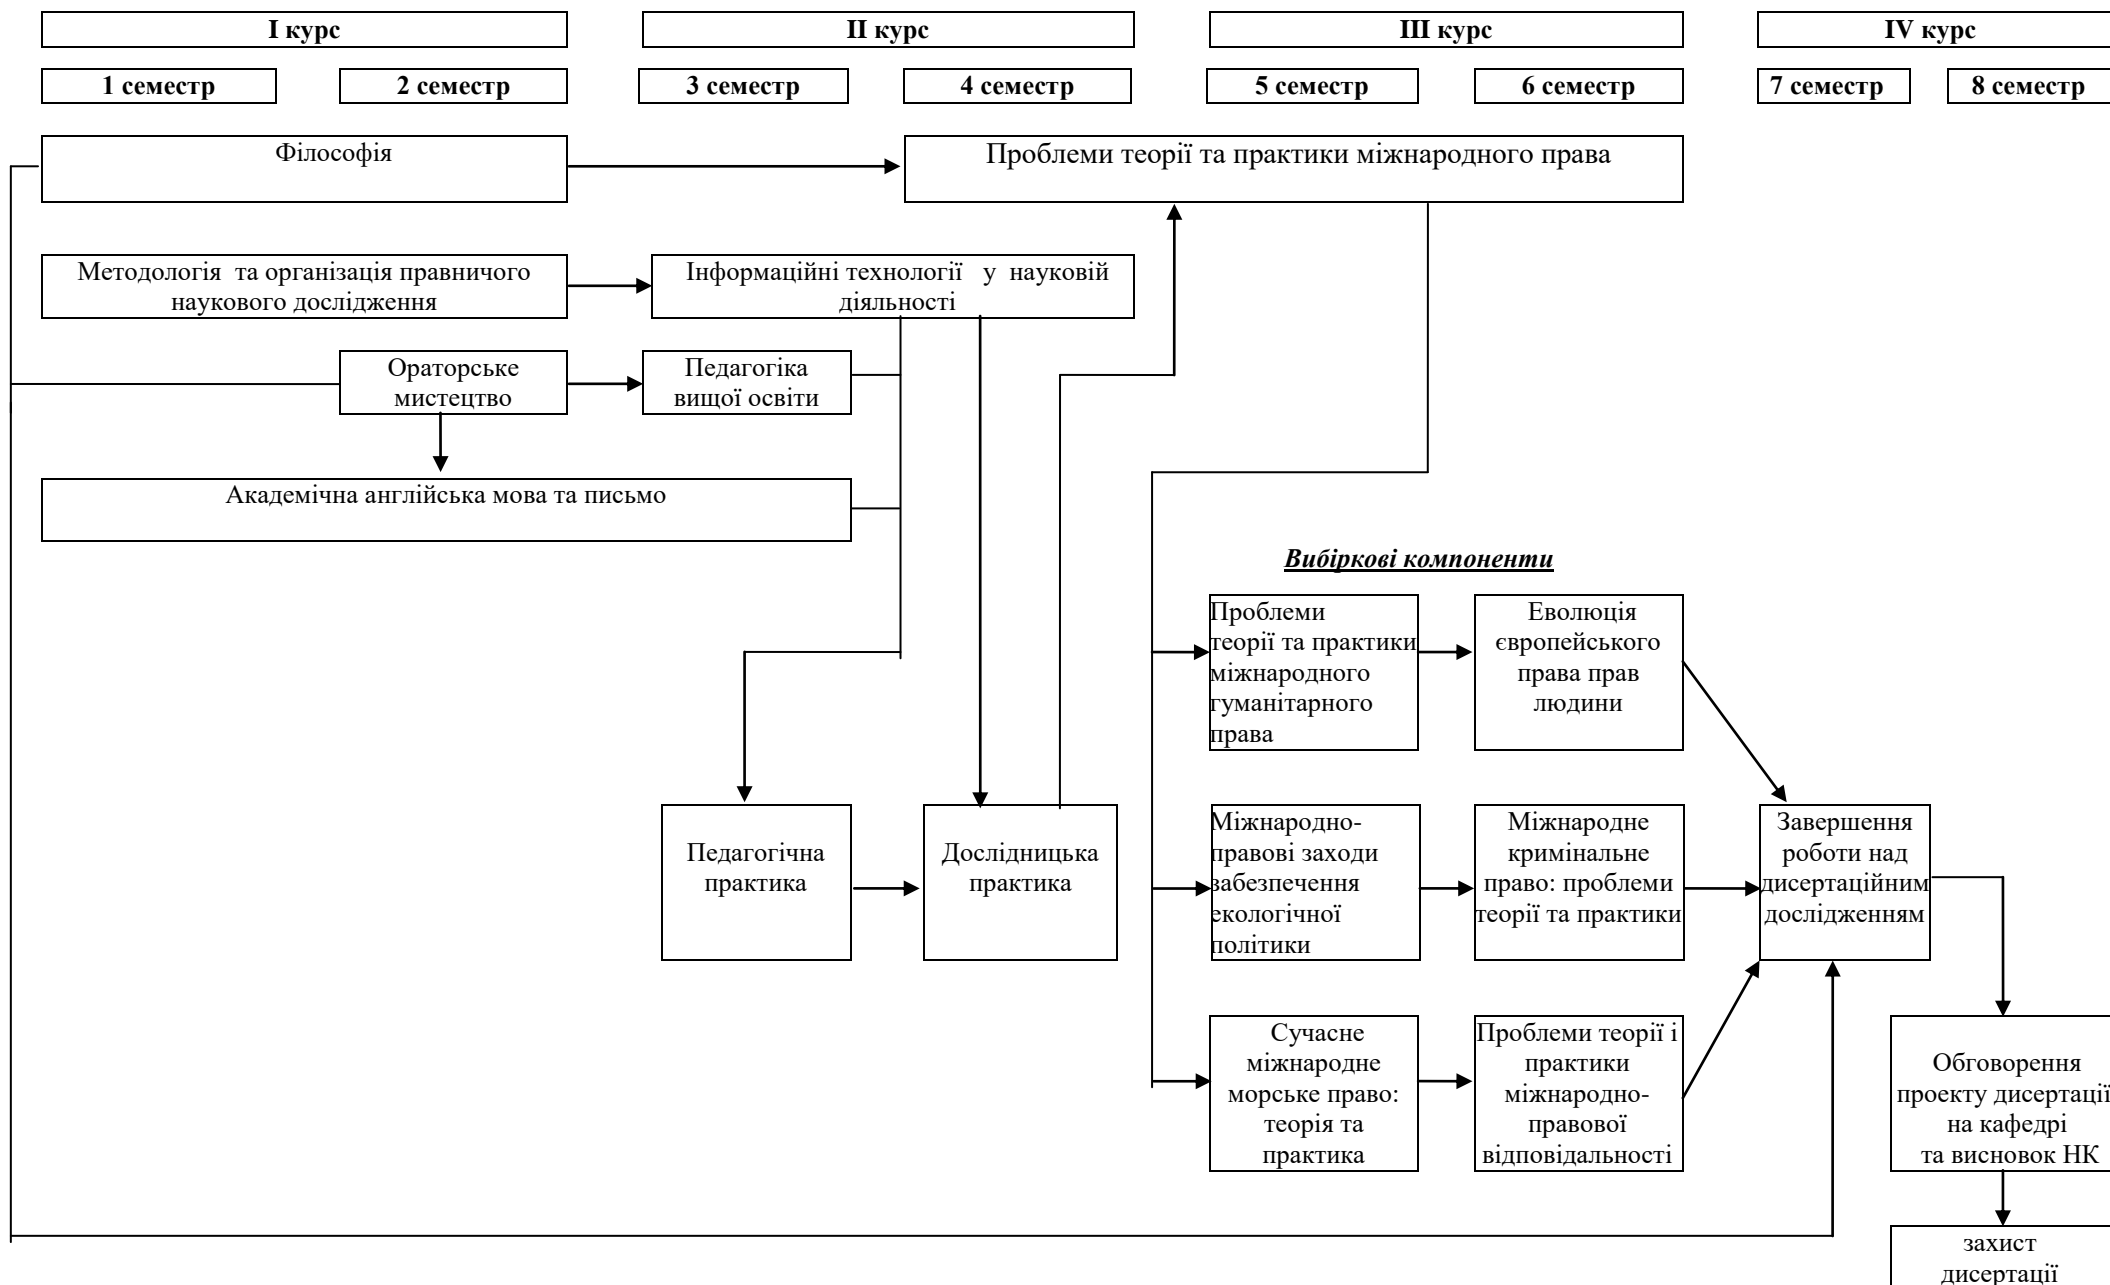 І курс
ІІ курс
ІІІ курс
ІV курс
1 семестр
2 семестр
3 семестр
4 семестр
5 семестр
6 семестр
7 семестр
8 семестр
Філософія
Проблеми теорії та практики міжнародного права
Методологія та організація правничого
наукового дослідження
Інформаційні технології у науковій
діяльності
Ораторське
мистецтво
Педагогіка
вищої освіти
Академічна англійська мова та письмо
Вибіркові компоненти
Проблеми
теорії та практики
міжнародного
гуманітарного
права
Еволюція
європейського
права прав
людини
Педагогічна
практика
Дослідницька
практика
Міжнародно-
правові заходи
забезпечення
екологічної
політики
Міжнародне
кримінальне
право: проблеми
теорії та практики
Завершення
роботи над
дисертаційним
дослідженням
Сучасне
міжнародне
морське право:
теорія та
практика
Проблеми теорії і
практики
міжнародно-
правової
відповідальності
Обговорення
проекту дисертації
на кафедрі
та висновок НК
захист
дисертації